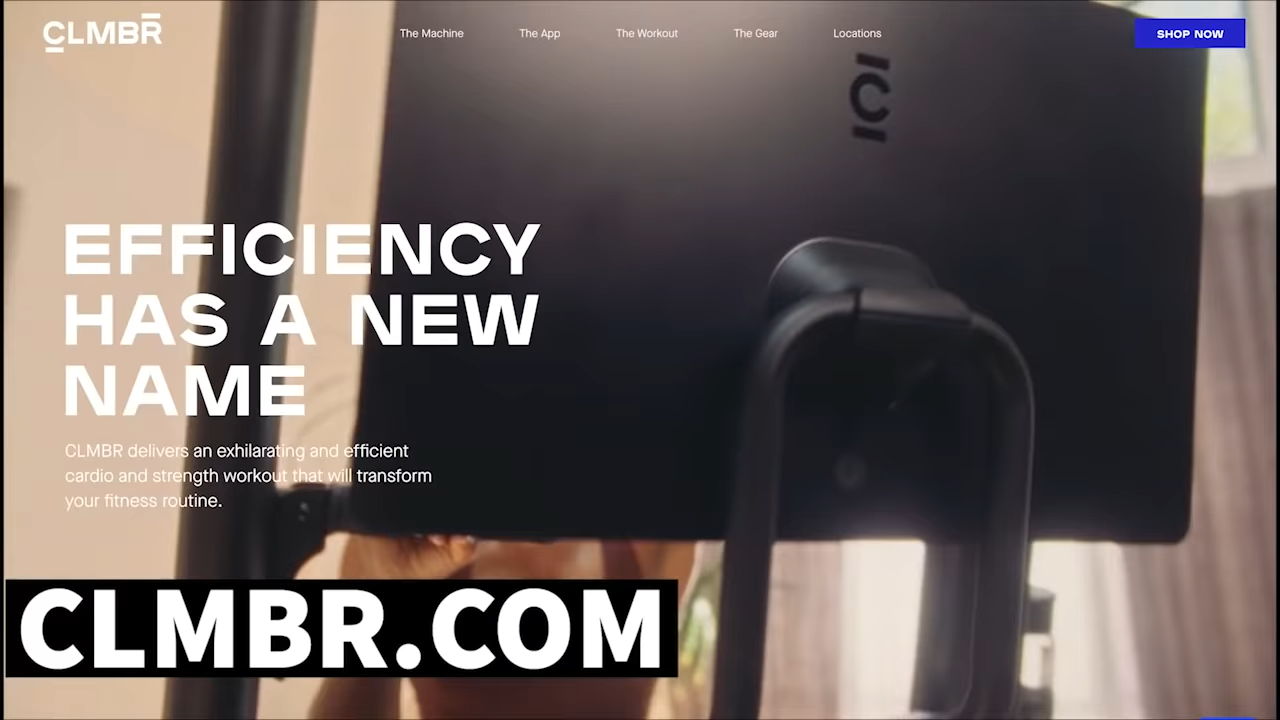 CLMBR
The Machine
The App
The Workout
The Gear
Locations
SHOP NOW
EFFICIENCY
HAS A NEW
NAME
CLMBR delivers an exhilarating and efficient
cardio and strength workout that will transform
your fitness routine.
CLMBR.COM